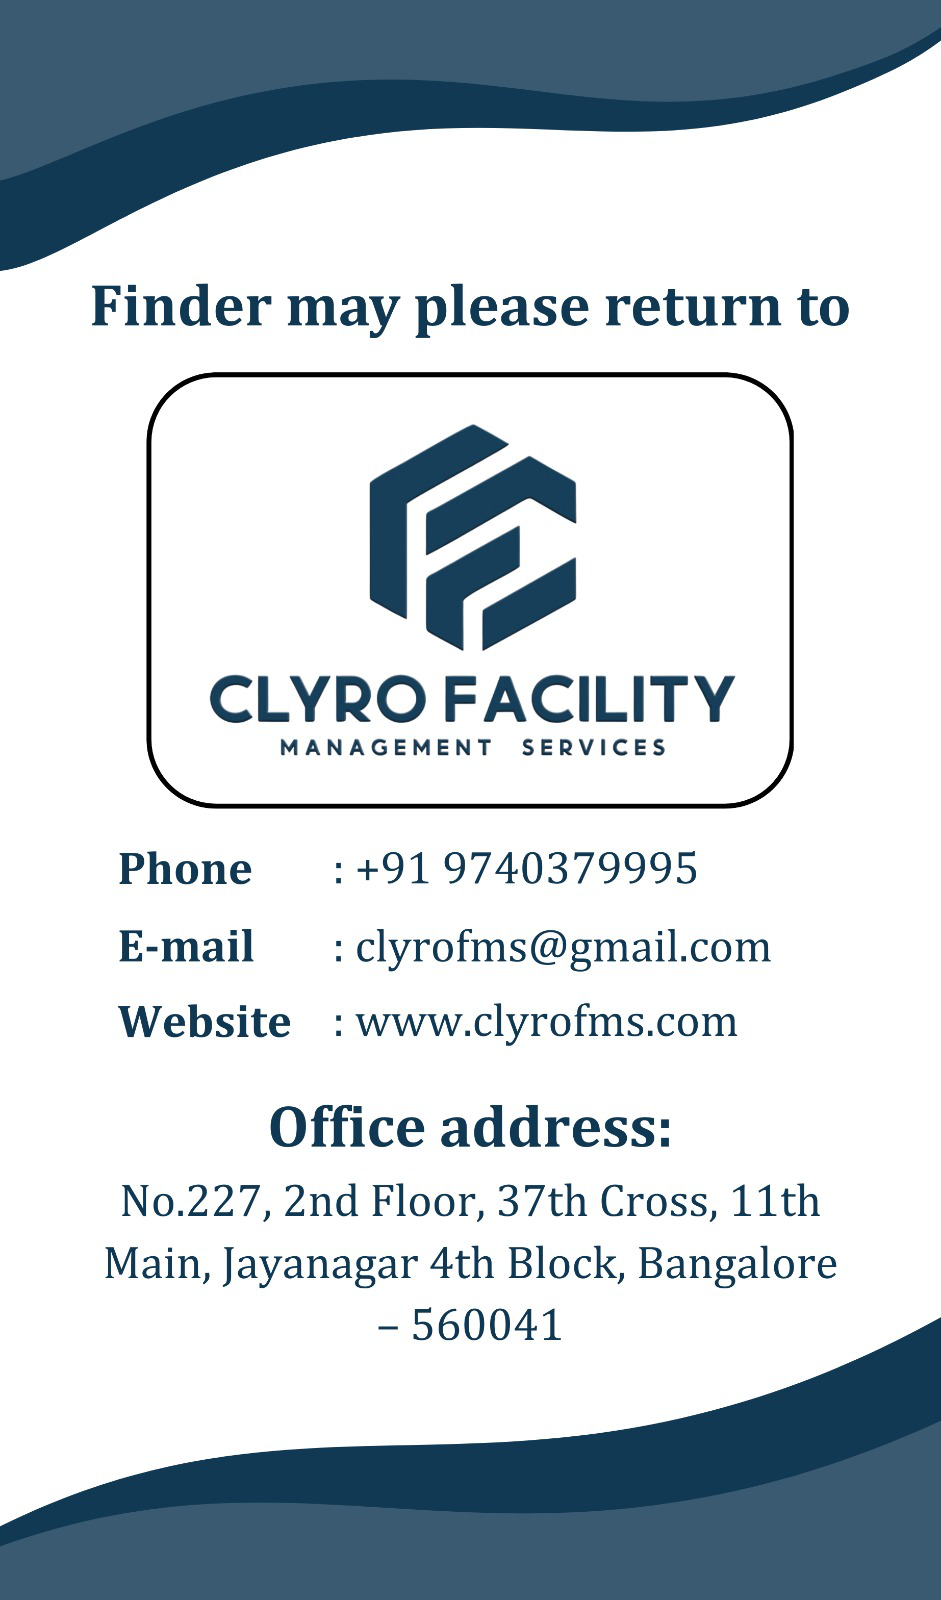 Finder may please return to
CLYRO FACILITY
MANAGEMENT SERVICES
Phone : +91 9740379995
E-mail : clyrofms@gmail.com
Website : www.clyrofms.com
Office address:
No.227, 2nd Floor, 37th Cross, 11th
Main, Jayanagar 4th Block, Bangalore
– 560041